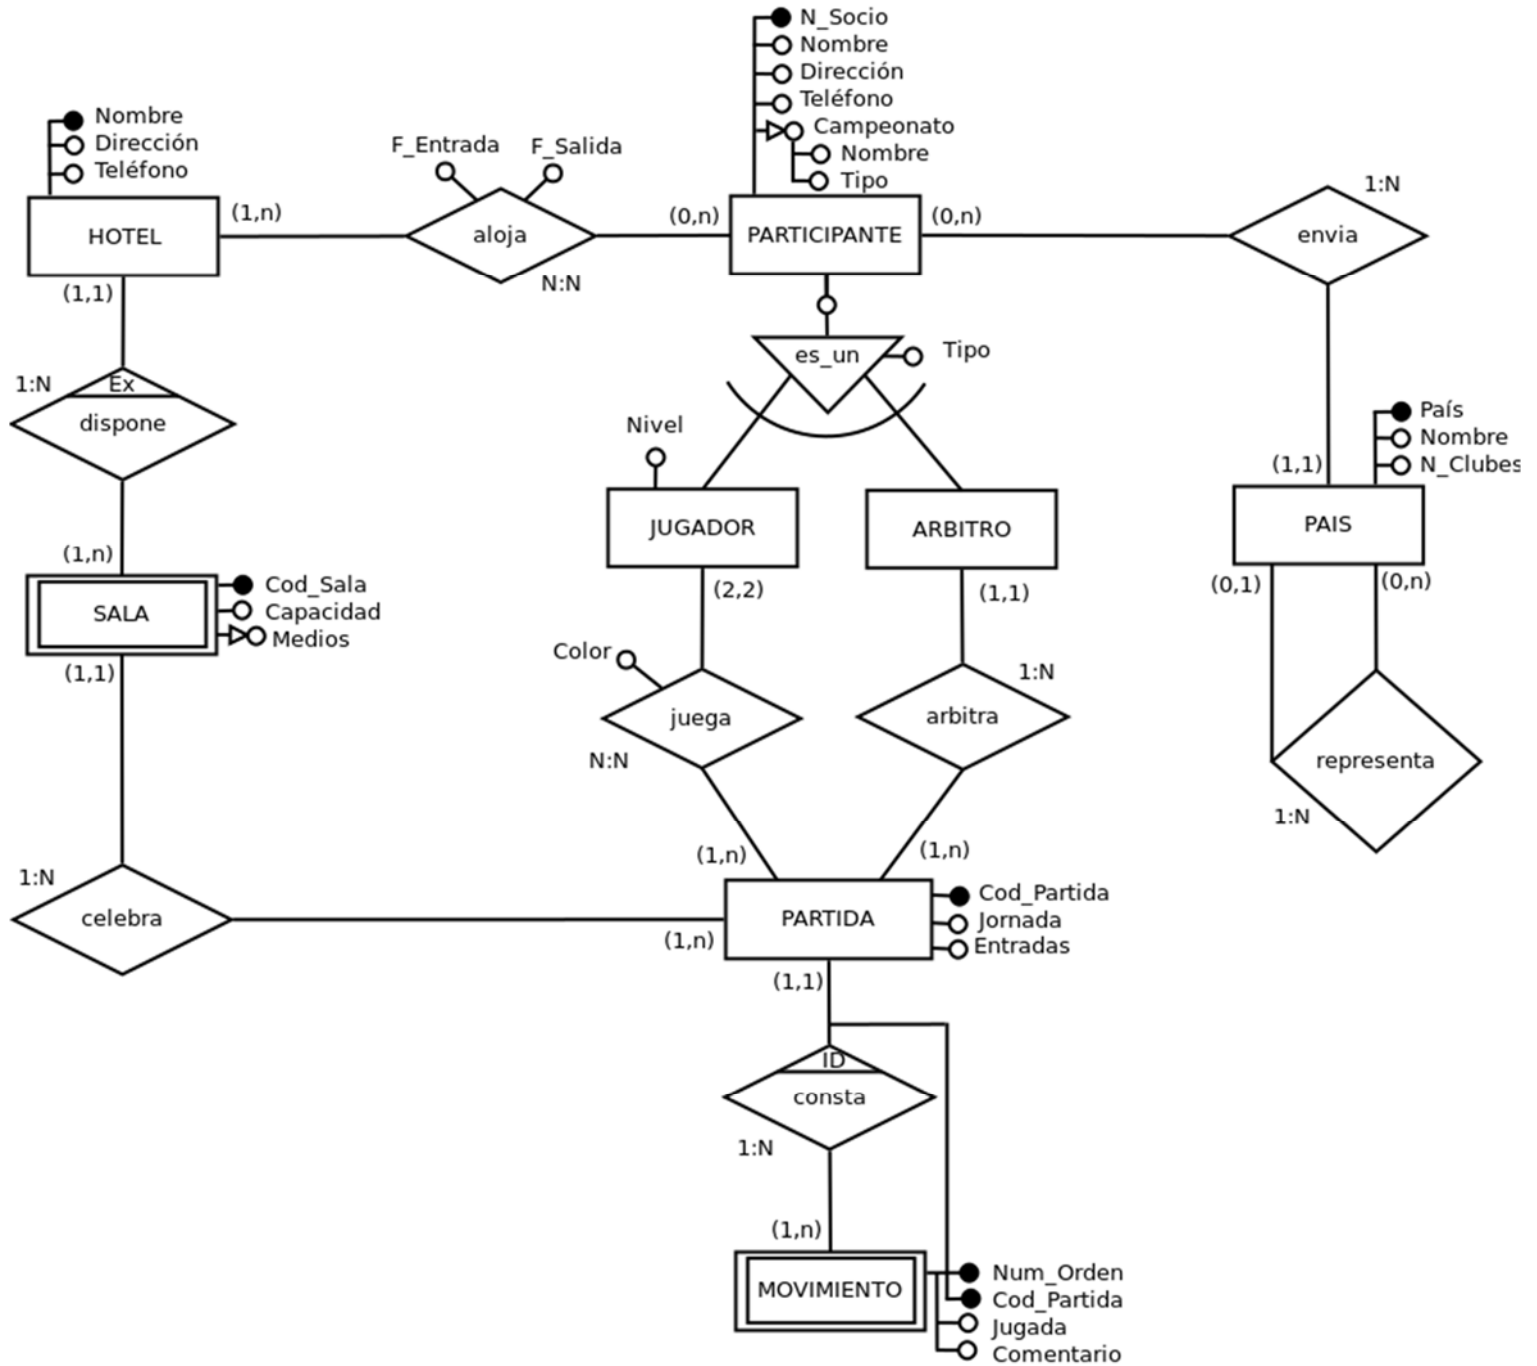 N_Socio
Nombre
Dirección
Teléfono
Campeonato
Nombre
Tipo
Nombre
Dirección
Teléfono
F_Entrada
F_Salida
1:N
HOTEL
(1,n)
aloja
N:N
(0,n)
PARTICIPANTE
(0,n)
envia
(1,1)
es_un
Tipo
1:N
Ex
dispone
Nivel
País
Nombre
N_Clubes
(1,1)
(1,n)
JUGADOR
ARBITRO
PAIS
SALA
Cod_Sala
Capacidad
Medios
(2,2)
(1,1)
(0,1)
(0,n)
(1,1)
Color
juega
N:N
1:N
arbitra
representa
1:N
(1,n)
(1,n)
1:N
celebra
(1,n)
PARTIDA
Cod_Partida
Jornada
Entradas
(1,1)
ID
consta
1:N
(1,n)
MOVIMIENTO
Num_Orden
Cod_Partida
Jugada
Comentario